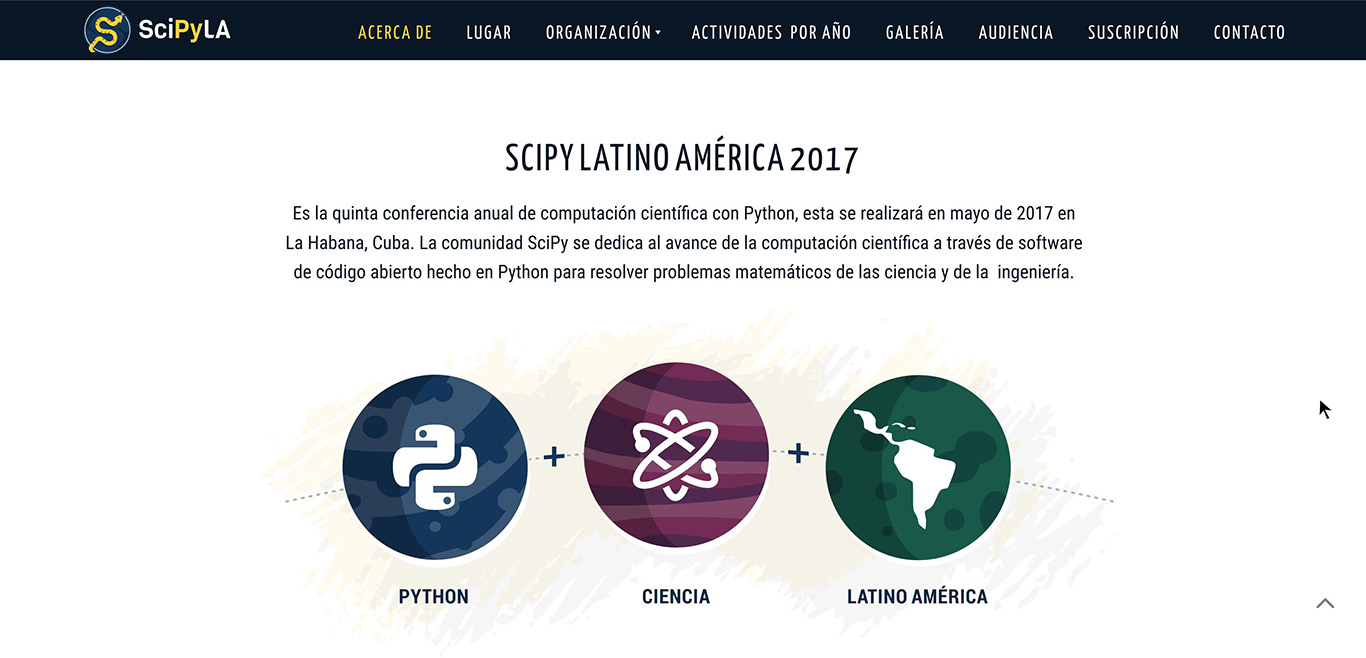 SciPyLA
ACERCA DE LUGAR ORGANIZACIÓN ACTIVIDADES POR AÑO GALERÍA AUDIENCIA SUSCRIPCIÓN CONTACTO
SCIPY LATINO AMÉRICA 2017
Es la quinta conferencia anual de computación científica con Python, esta se realizará en mayo de 2017 en
La Habana, Cuba. La comunidad SciPy se dedica al avance de la computación científica a través de software
de código abierto hecho en Python para resolver problemas matemáticos de las ciencia y de la ingeniería.
+ +
PYTHON CIENCIA LATINO AMÉRICA